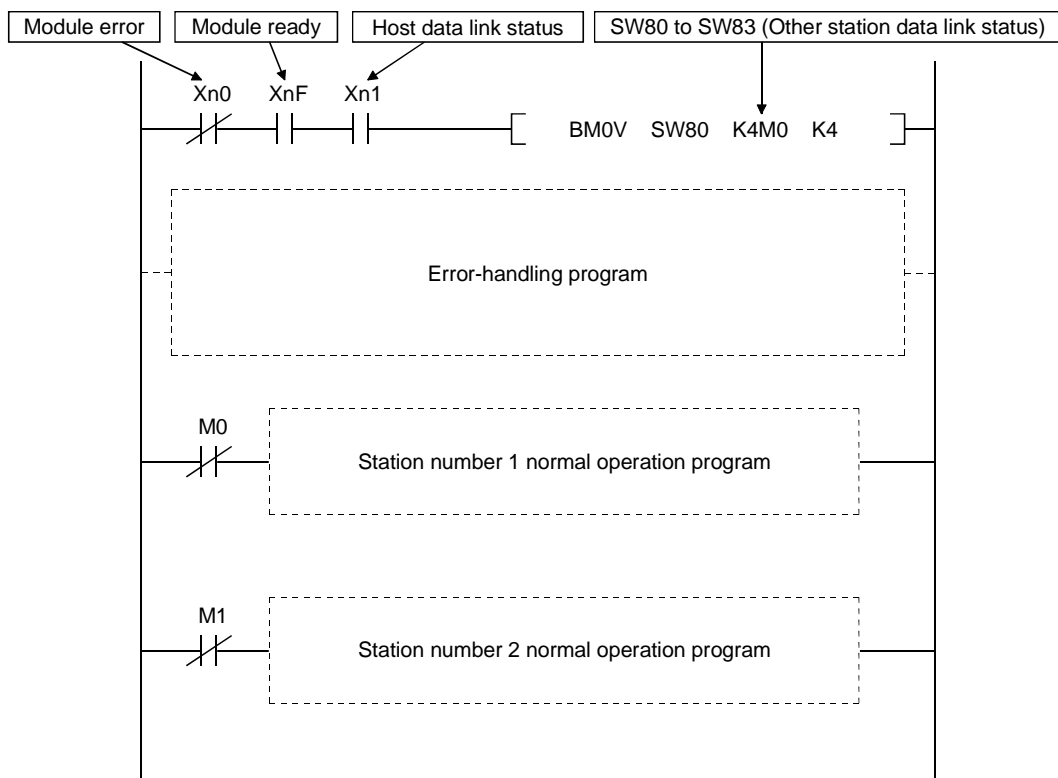 Module error Module ready Host data link status SW80 to SW83 (Other station data link status)
Xn0 XnF Xn1
BM0V SW80 K4M0 K4
Error-handling program
M0
Station number 1 normal operation program
M1
Station number 2 normal operation program